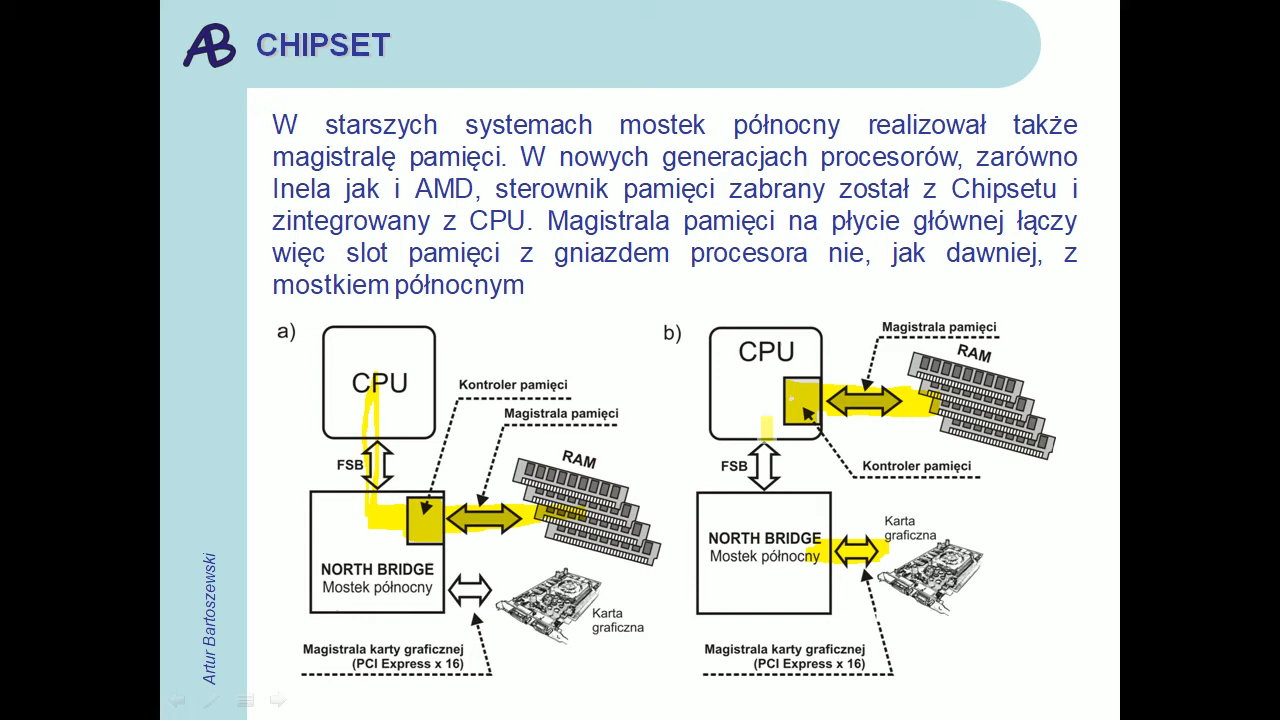 AB CHIPSET
W starszych systemach mostek północny realizował także
magistralę pamięci. W nowych generacjach procesorów, zarówno
Inela jak i AMD, sterownik pamięci zabrany został z Chipsetu i
zintegrowany z CPU. Magistrala pamięci na płycie głównej łączy
więc slot pamięci z gniazdem procesora nie, jak dawniej, z
mostkiem północnym
a)
CPU
Kontroler pamięci
Magistrala pamięci
FSB
RAM
NORTH BRIDGE
Mostek północny
Karta
graficzna
Magistrala karty graficznej
(PCI Express x 16)
b)
CPU
Magistrala pamięci
RAM
FSB
Kontroler pamięci
NORTH BRIDGE
Mostek północny
Karta
graficzna
Magistrala karty graficznej
(PCI Express x 16)
Artur Bartoszewski